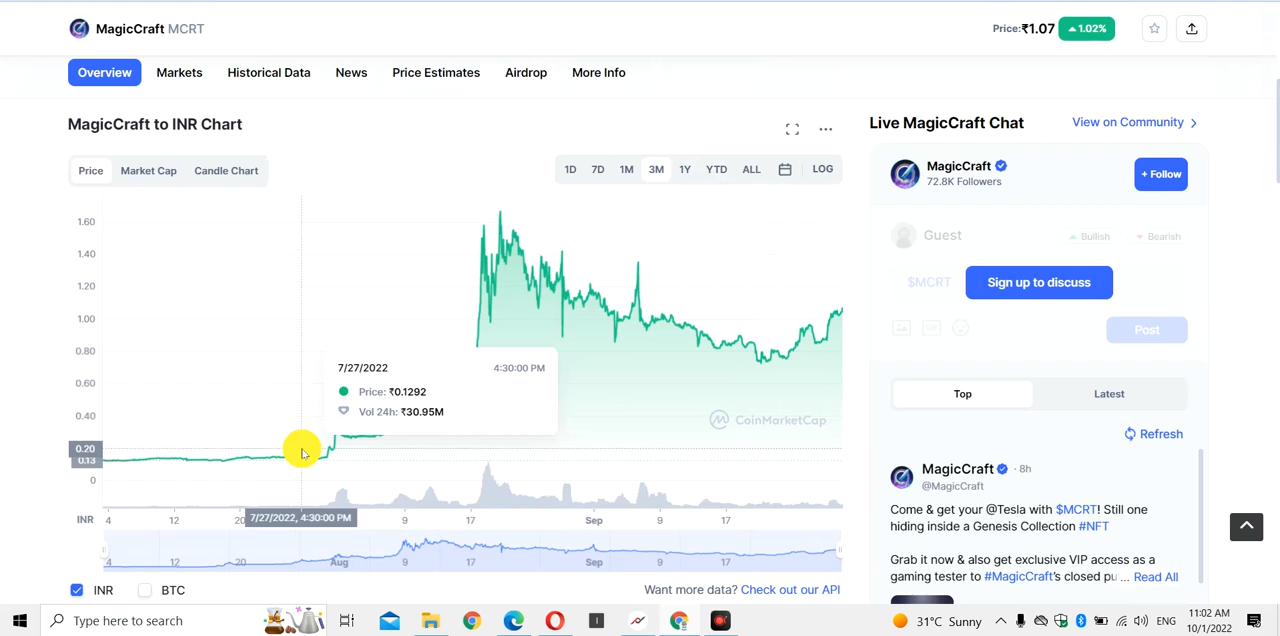 MagicCraft MCRT
Price: ₹1.07 1.02%
Overview Markets Historical Data News Price Estimates Airdrop More Info
MagicCraft to INR Chart
Price Market Cap Candle Chart
1D 7D 1M 3M 1Y YTD ALL LOG
1.60
1.40
1.20
1.00
0.80
0.60
0.40
0.20
0.13
0
7/27/2022 4:30:00 PM
Price: ₹0.1292
Vol 24h: ₹30.95M
CoinMarketCap
INR 4 12 20 7/27/2022, 4:30:00 PM 9 17 Sep 9 17
4 12 20 Aug 9 17 Sep 9 17
INR BTC
Want more data? Check out our API
Live MagicCraft Chat
View on Community
MagicCraft
72.8K Followers
+ Follow
Guest
Bullish Bearish
$MCRT
Sign up to discuss
GIF
Post
Top Latest
Refresh
MagicCraft · 8h
@MagicCraft
Come & get your @Tesla with $MCRT! Still one
hiding inside a Genesis Collection #NFT
Grab it now & also get exclusive VIP access as a
gaming tester to #MagicCraft's closed pu ... Read All
Type here to search
31°C Sunny
ENG
11:02 AM
10/1/2022